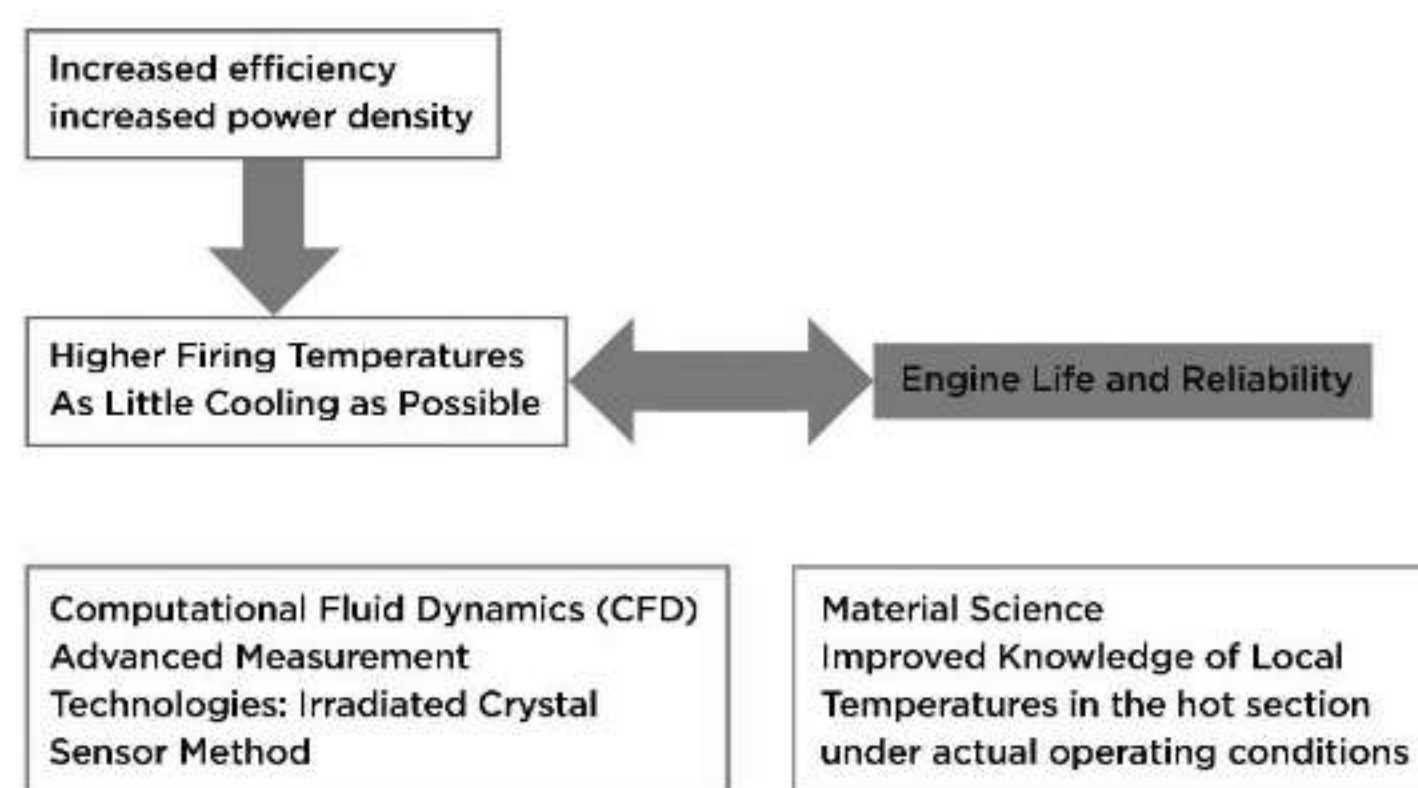 Increased efficiency
increased power density
Higher Firing Temperatures
As Little Cooling as Possible
Engine Life and Reliability
Computational Fluid Dynamics (CFD)
Advanced Measurement
Technologies: Irradiated Crystal
Sensor Method
Material Science
Improved Knowledge of Local
Temperatures in the hot section
under actual operating conditions